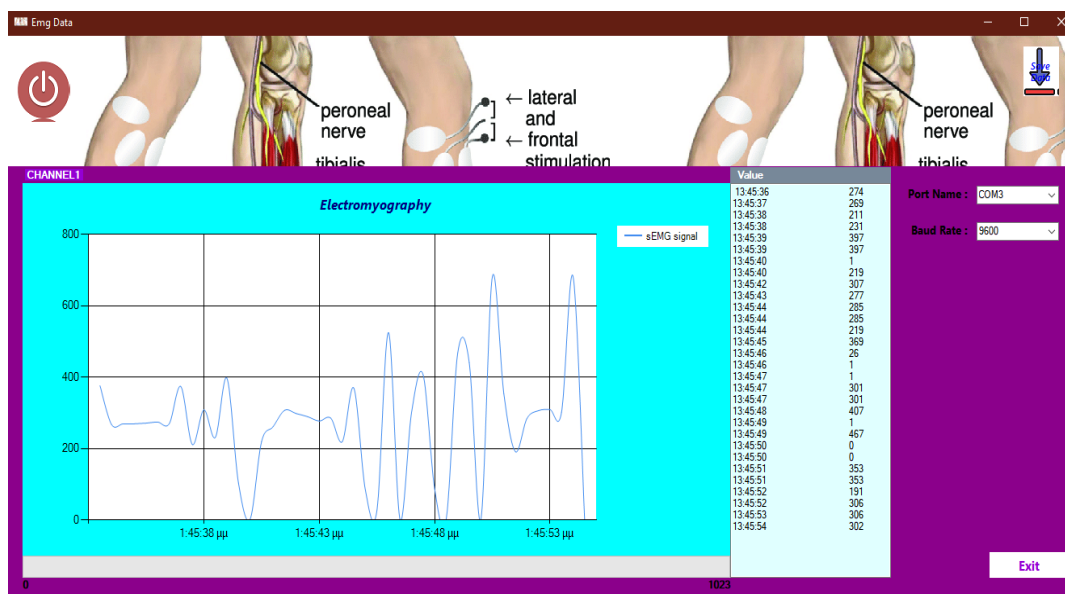 Emg Data
peroneal
nerve
tibialis
← lateral
and
← frontal
stimulation
peroneal
nerve
tibialis
Save
Data
CHANNEL1
Electromyography
sEMG signal
800
600
400
200
0
1:45:38 μμ
1:45:43 μμ
1:45:48 μμ
1:45:53 μμ
0
1023
Value
13:45:36 274
13:45:37 269
13:45:38 211
13:45:38 231
13:45:39 397
13:45:39 397
13:45:40 1
13:45:40 219
13:45:42 307
13:45:43 277
13:45:44 285
13:45:44 285
13:45:44 219
13:45:45 369
13:45:46 26
13:45:46 1
13:45:47 1
13:45:47 301
13:45:47 301
13:45:48 407
13:45:49 1
13:45:49 467
13:45:50 0
13:45:50 0
13:45:51 353
13:45:51 353
13:45:52 191
13:45:52 306
13:45:53 306
13:45:54 302
Port Name : COM3
Baud Rate : 9600
Exit